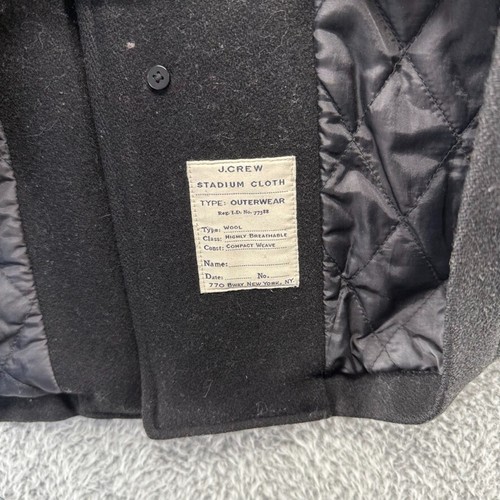 J.CREW
STADIUM CLOTH
TYPE: OUTERWEAR
Reg. I.D. No. 77388
Type: WOOL
Class: HIGHLY BREATHABLE
Const: COMPACT WEAVE
Name:
Date: No.
770 BWAY. NEW YORK, NY.